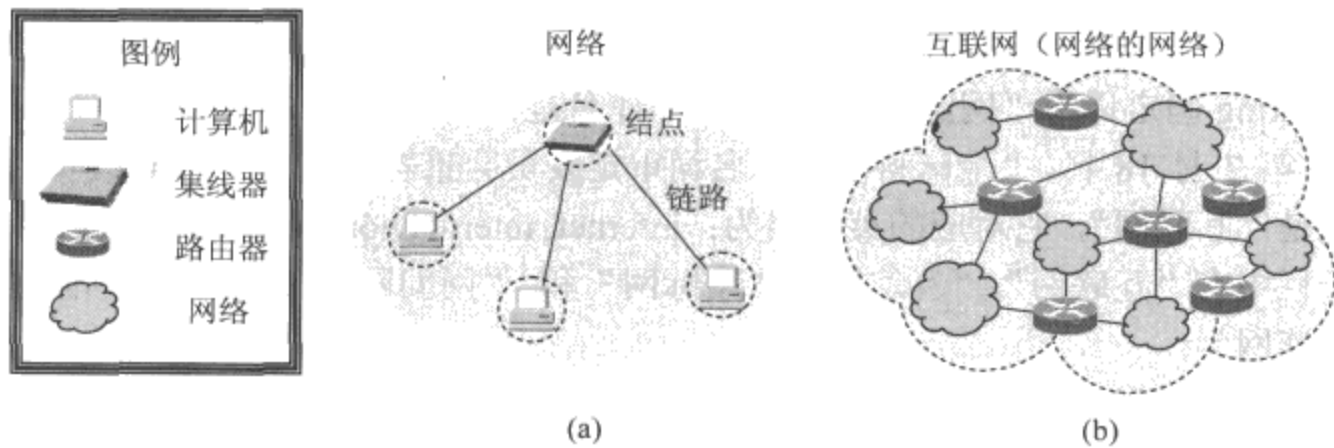 图例
计算机
集线器
路由器
网络
网络
结点
链路
(a)
互联网（网络的网络）
(b)